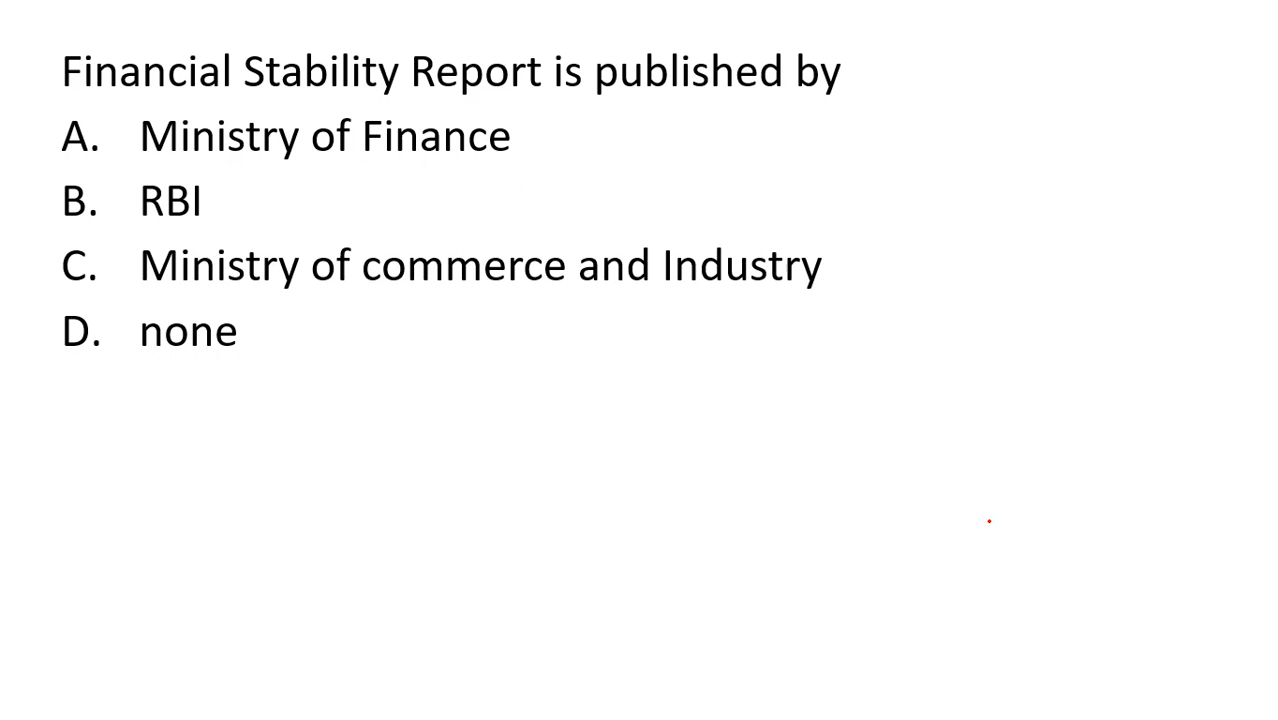 Financial Stability Report is published by
A. Ministry of Finance
B. RBI
C. Ministry of commerce and Industry
D. none